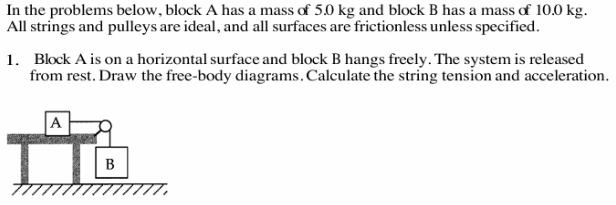 In the problems below, block A has a mass of 5.0 kg and block B has a mass of 10.0 kg.
All strings and pulleys are ideal, and all surfaces are frictionless unless specified.
1. Block A is on a horizontal surface and block B hangs freely. The system is released
from rest. Draw the free-body diagrams. Calculate the string tension and acceleration.
A
B